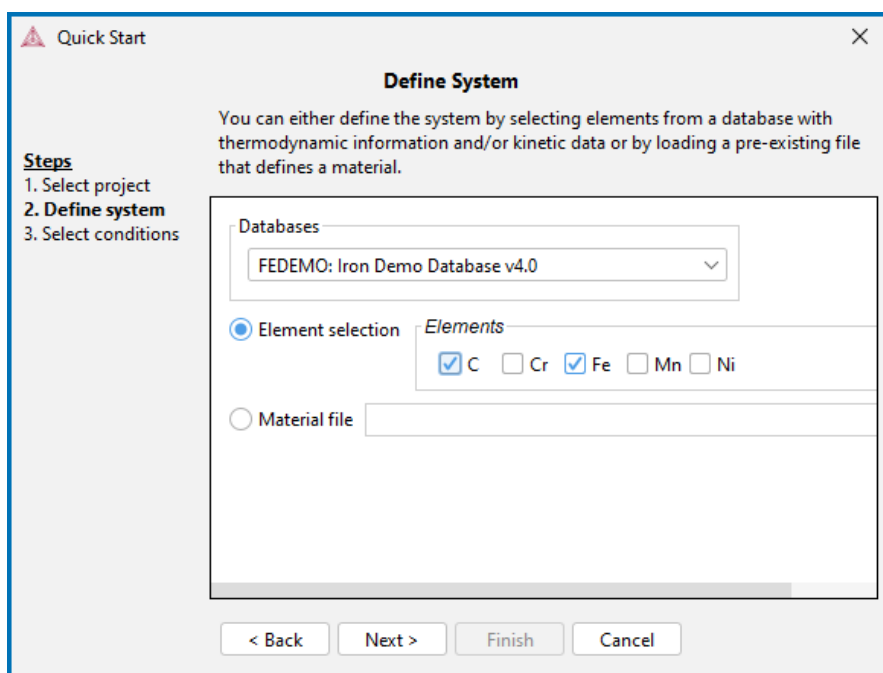 Quick Start
Define System
You can either define the system by selecting elements from a database with
thermodynamic information and/or kinetic data or by loading a pre-existing file
that defines a material.
Steps
1. Select project
2. Define system
3. Select conditions
Databases
FEDEMO: Iron Demo Database v4.0
Element selection
Elements
C Cr Fe Mn Ni
Material file
< Back Next > Finish Cancel